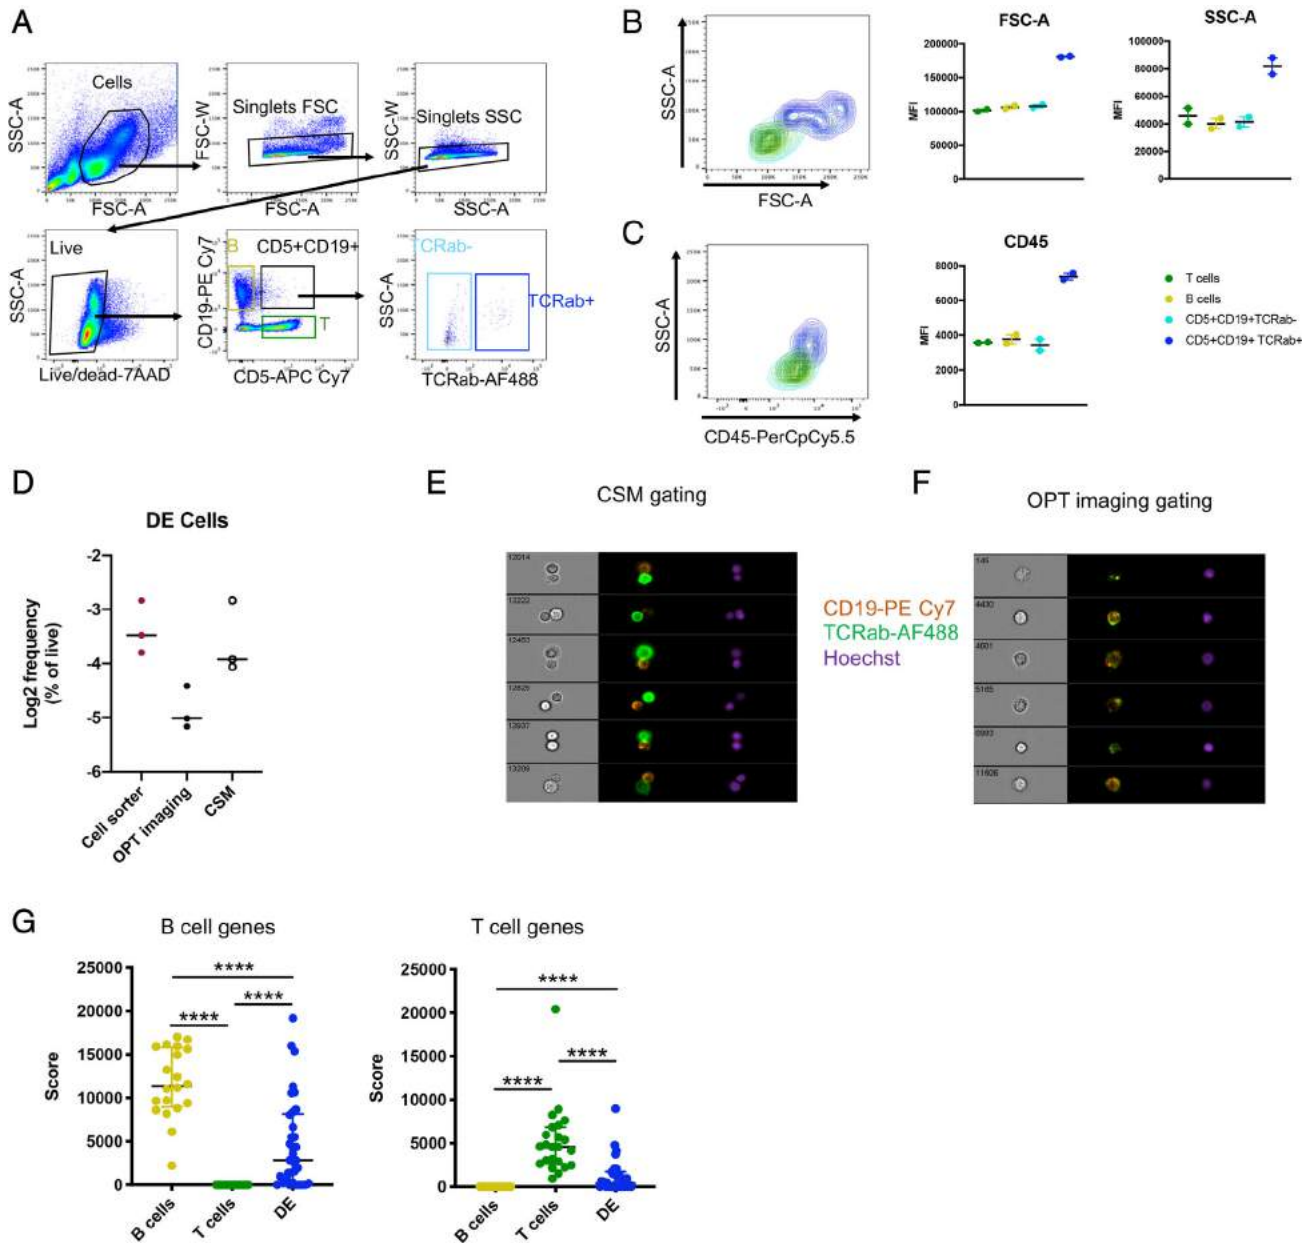 A
Cells
SSC-A
FSC-A
Singlets FSC
FSC-W
FSC-A
Singlets SSC
SSC-W
SSC-A
Live
SSC-A
Live/dead-7AAD
B
CD5+CD19+
T
CD19-PE Cy7
CD5-APC Cy7
TCRab-
TCRab+
SSC-A
TCRab-AF488
B
SSC-A
FSC-A
FSC-A
MFI
200000
150000
100000
50000
0
SSC-A
MFI
100000
80000
60000
40000
20000
0
C
SSC-A
CD45-PerCpCy5.5
CD45
MFI
8000
6000
4000
2000
0
T cells
B cells
CD5+CD19+TCRab-
CD5+CD19+ TCRab+
D
DE Cells
Log2 frequency
(% of live)
-2
-3
-4
-5
-6
Cell sorter
OPT imaging
CSM
E
CSM gating
CD19-PE Cy7
TCRab-AF488
Hoechst
F
OPT imaging gating
G
B cell genes
Score
25000
20000
15000
10000
5000
0
****
****
****
B cells
T cells
DE
T cell genes
Score
25000
20000
15000
10000
5000
0
****
****
****
B cells
T cells
DE